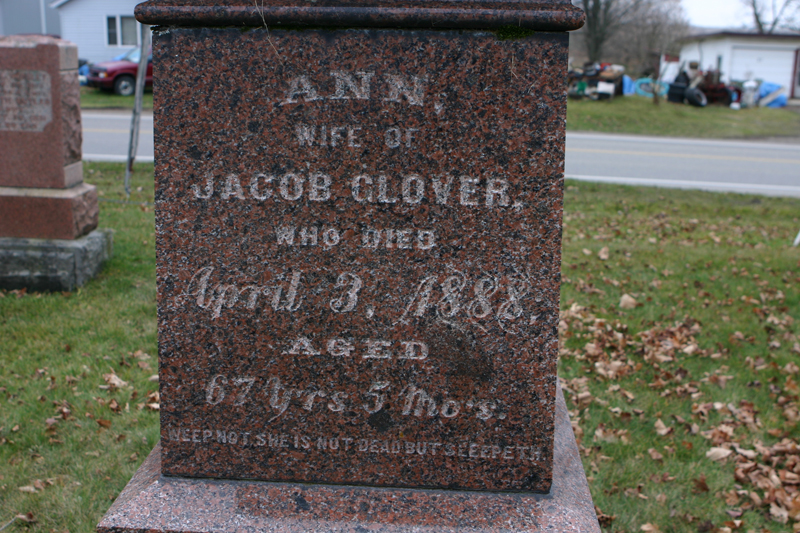 ANN,
WIFE OF
JACOB GLOVER,
WHO DIED
April 3, 1888,
AGED
67 Yrs 5 Mo's.
WEEP NOT, SHE IS NOT DEAD BUT SLEEPETH.